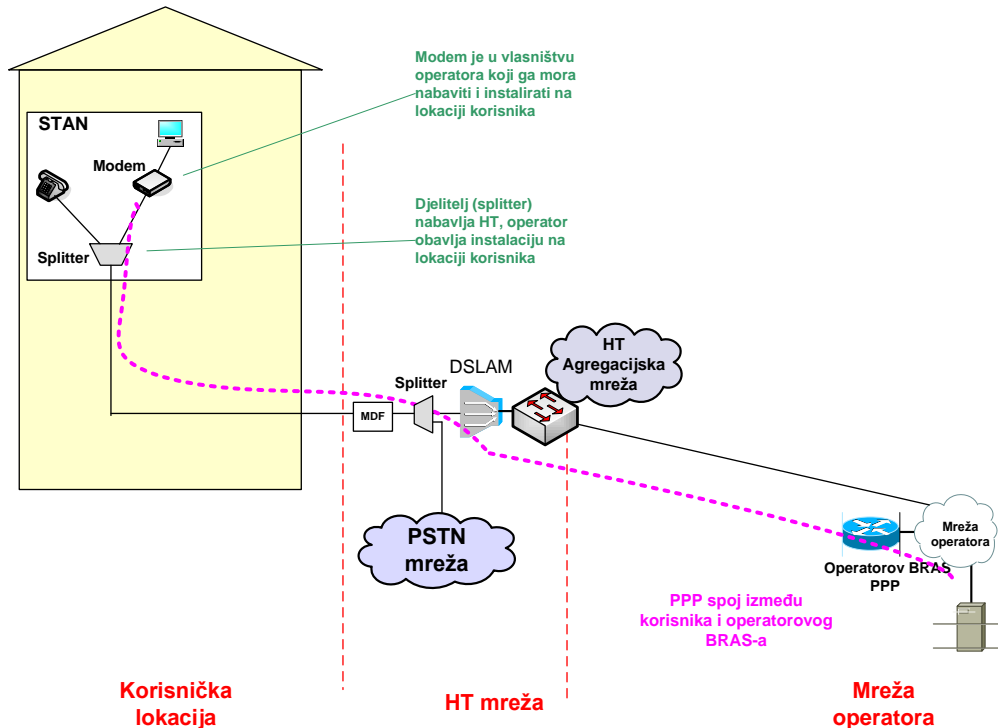 Modem je u vlasništvu
operatora koji ga mora
nabaviti i instalirati na
lokaciji korisnika
STAN
Modem
Djelitelj (splitter)
nabavlja HT, operator
obavlja instalaciju na
lokaciji korisnika
Splitter
HT
Agregacijska
mreža
DSLAM
Splitter
MDF
PSTN
mreža
Mreža
operatora
Operatorov BRAS
PPP
PPP spoj između
korisnika i operatorovog
BRAS-a
Korisnička
lokacija
HT mreža
Mreža
operatora